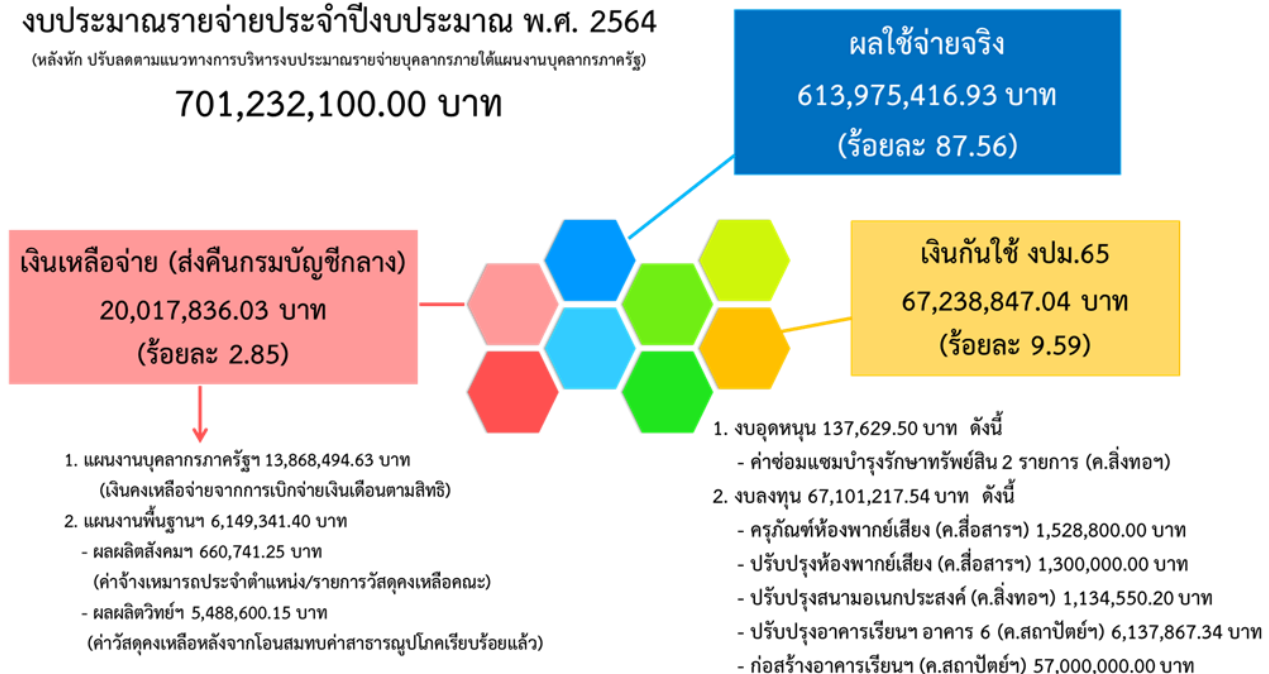 งบประมาณรายจ่ายประจำปีงบประมาณ พ.ศ. 2564
(หลังหัก ปรับลดตามแนวทางการบริหารงบประมาณรายจ่ายบุคลากรภายใต้แผนงานบุคลากรภาครัฐ)
701,232,100.00 บาท
ผลใช้จ่ายจริง
613,975,416.93 บาท
(ร้อยละ 87.56)
เงินเหลือจ่าย (ส่งคืนกรมบัญชีกลาง)
20,017,836.03 บาท
(ร้อยละ 2.85)
เงินกันใช้ งปม.65
67,238,847.04 บาท
(ร้อยละ 9.59)
1. แผนงานบุคลากรภาครัฐฯ 13,868,494.63 บาท
(เงินคงเหลือจ่ายจากการเบิกจ่ายเงินเดือนตามสิทธิ)
2. แผนงานพื้นฐานฯ 6,149,341.40 บาท
- ผลผลิตสังคมฯ 660,741.25 บาท
(ค่าจ้างเหมารถประจำตำแหน่ง/รายการวัสดุคงเหลือคณะ)
- ผลผลิตวิทย์ฯ 5,488,600.15 บาท
(ค่าวัสดุคงเหลือหลังจากโอนสมทบค่าสาธารณูปโภคเรียบร้อยแล้ว)
1. งบอุดหนุน 137,629.50 บาท ดังนี้
- ค่าซ่อมแซมบำรุงรักษาทรัพย์สิน 2 รายการ (ค.สิ่งทอฯ)
2. งบลงทุน 67,101,217.54 บาท ดังนี้
- ครุภัณฑ์ห้องพากย์เสียง (ค.สื่อสารฯ) 1,528,800.00 บาท
- ปรับปรุงห้องพากย์เสียง (ค.สื่อสารฯ) 1,300,000.00 บาท
- ปรับปรุงสนามอเนกประสงค์ (ค.สิ่งทอฯ) 1,134,550.20 บาท
- ปรับปรุงอาคารเรียนฯ อาคาร 6 (ค.สถาปัตย์ฯ) 6,137,867.34 บาท
- ก่อสร้างอาคารเรียนฯ (ค.สถาปัตย์ฯ) 57,000,000.00 บาท